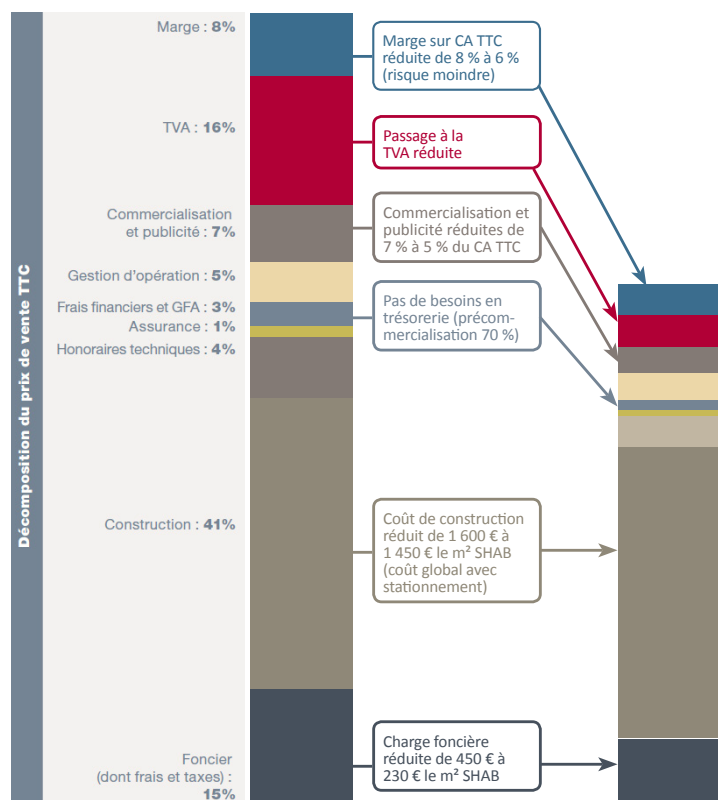 Décomposition du prix de vente TTC
Marge : 8%
TVA : 16%
Commercialisation
et publicité : 7%
Gestion d'opération : 5%
Frais financiers et GFA : 3%
Assurance : 1%
Honoraires techniques : 4%
Construction : 41%
Foncier
(dont frais et taxes) :
15%
Marge sur CA TTC
réduite de 8 % à 6 %
(risque moindre)
Passage à la
TVA réduite
Commercialisation et
publicité réduites de
7 % à 5 % du CA TTC
Pas de besoins en
trésorerie (précom-
mercialisation 70 %)
Coût de construction
réduit de 1 600 € à
1 450 € le m² SHAB
(coût global avec
stationnement)
Charge foncière
réduite de 450 € à
230 € le m² SHAB